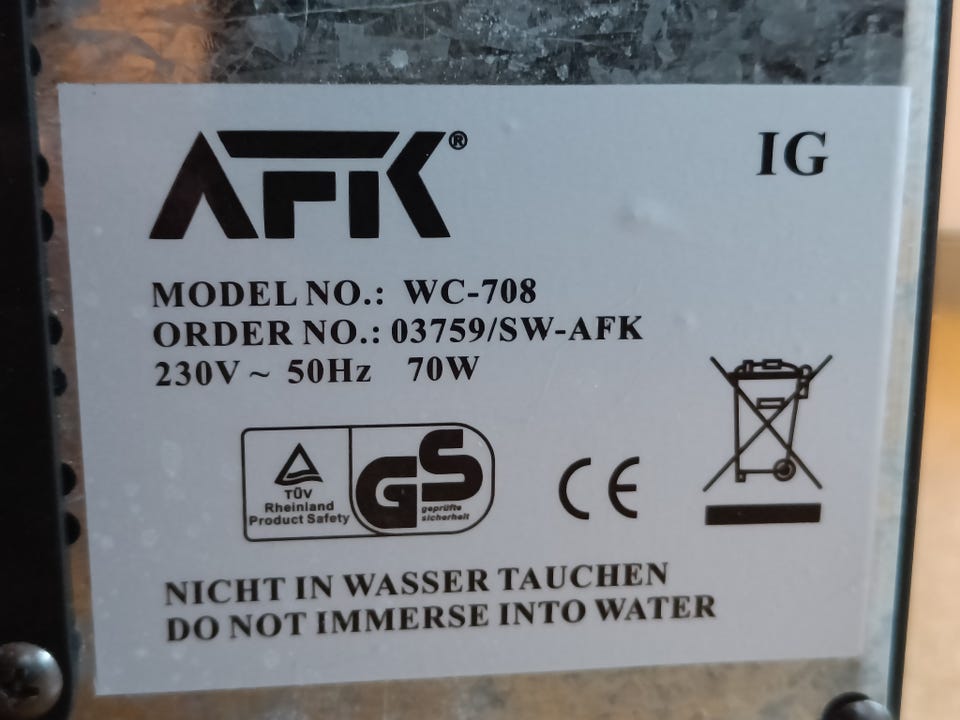 AFK®
IG
MODEL NO.: WC-708
ORDER NO.: 03759/SW-AFK
230V ~ 50Hz 70W
TÜV
Rheinland
Product Safety
GS
geprüfte
sicherheit
CE
NICHT IN WASSER TAUCHEN
DO NOT IMMERSE INTO WATER